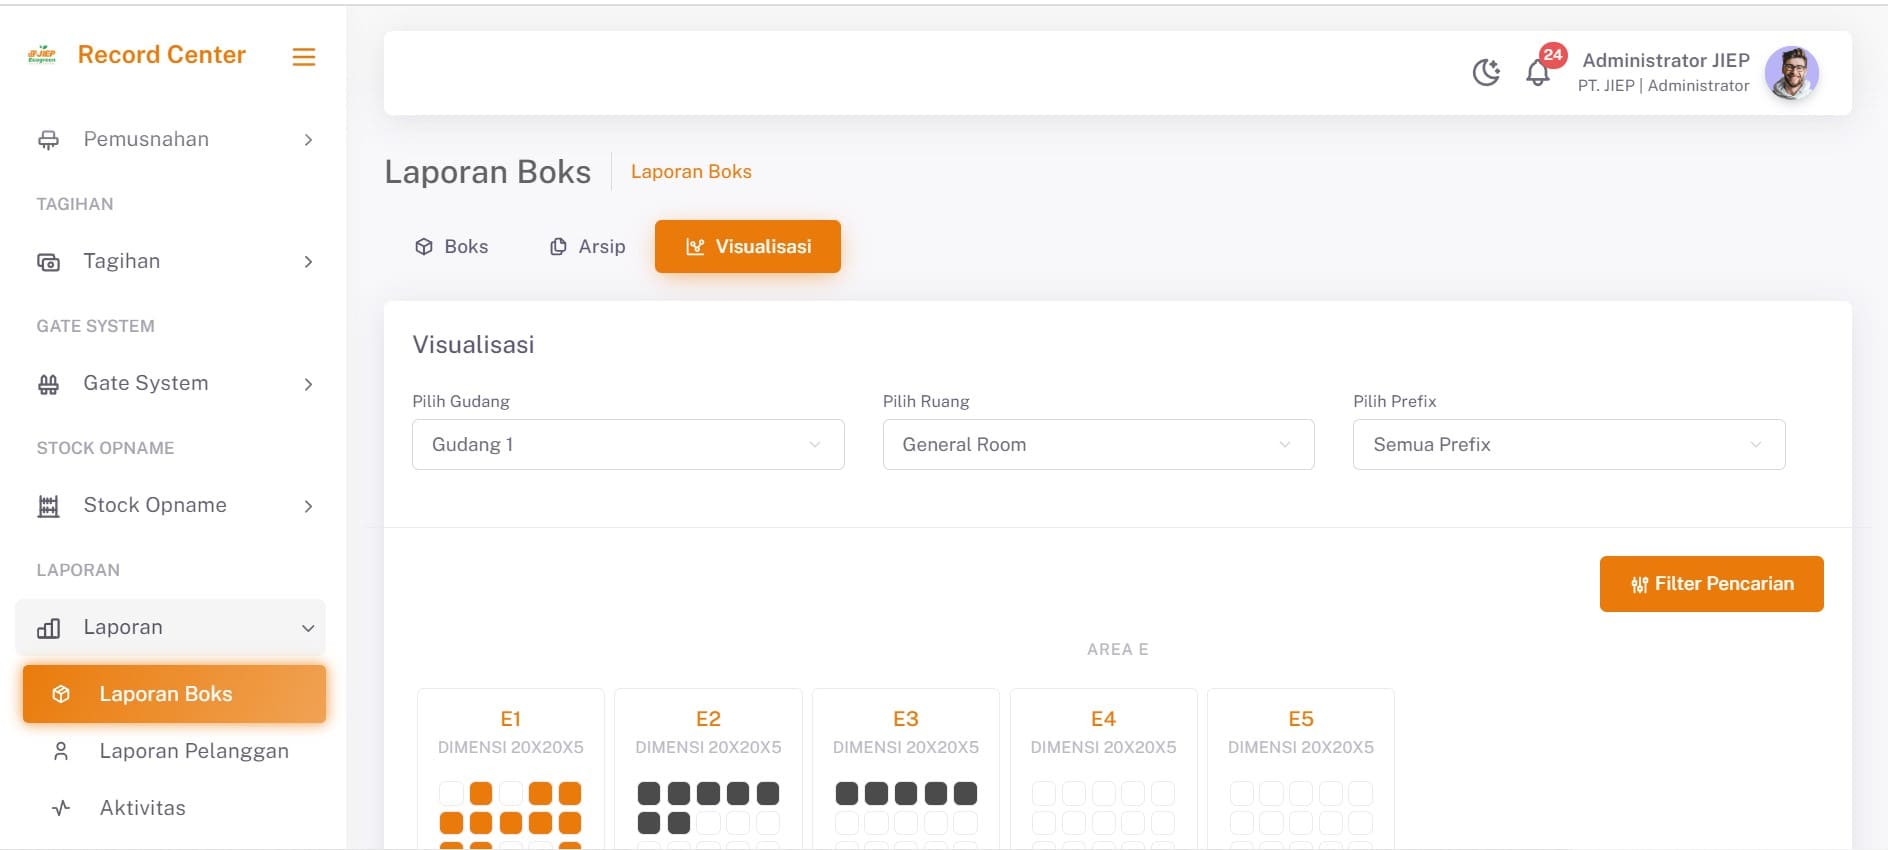 JIEP
Ecogreen
Record Center
24
Administrator JIEP
PT. JIEP | Administrator
Pemusnahan
TAGIHAN
Tagihan
GATE SYSTEM
Gate System
STOCK OPNAME
Stock Opname
LAPORAN
Laporan
Laporan Boks
Laporan Pelanggan
Aktivitas
Laporan Boks
Laporan Boks
Boks
Arsip
Visualisasi
Visualisasi
Pilih Gudang
Pilih Ruang
Pilih Prefix
Gudang 1
General Room
Semua Prefix
Filter Pencarian
AREA E
E1
DIMENSI 20X20X5
E2
DIMENSI 20X20X5
E3
DIMENSI 20X20X5
E4
DIMENSI 20X20X5
E5
DIMENSI 20X20X5